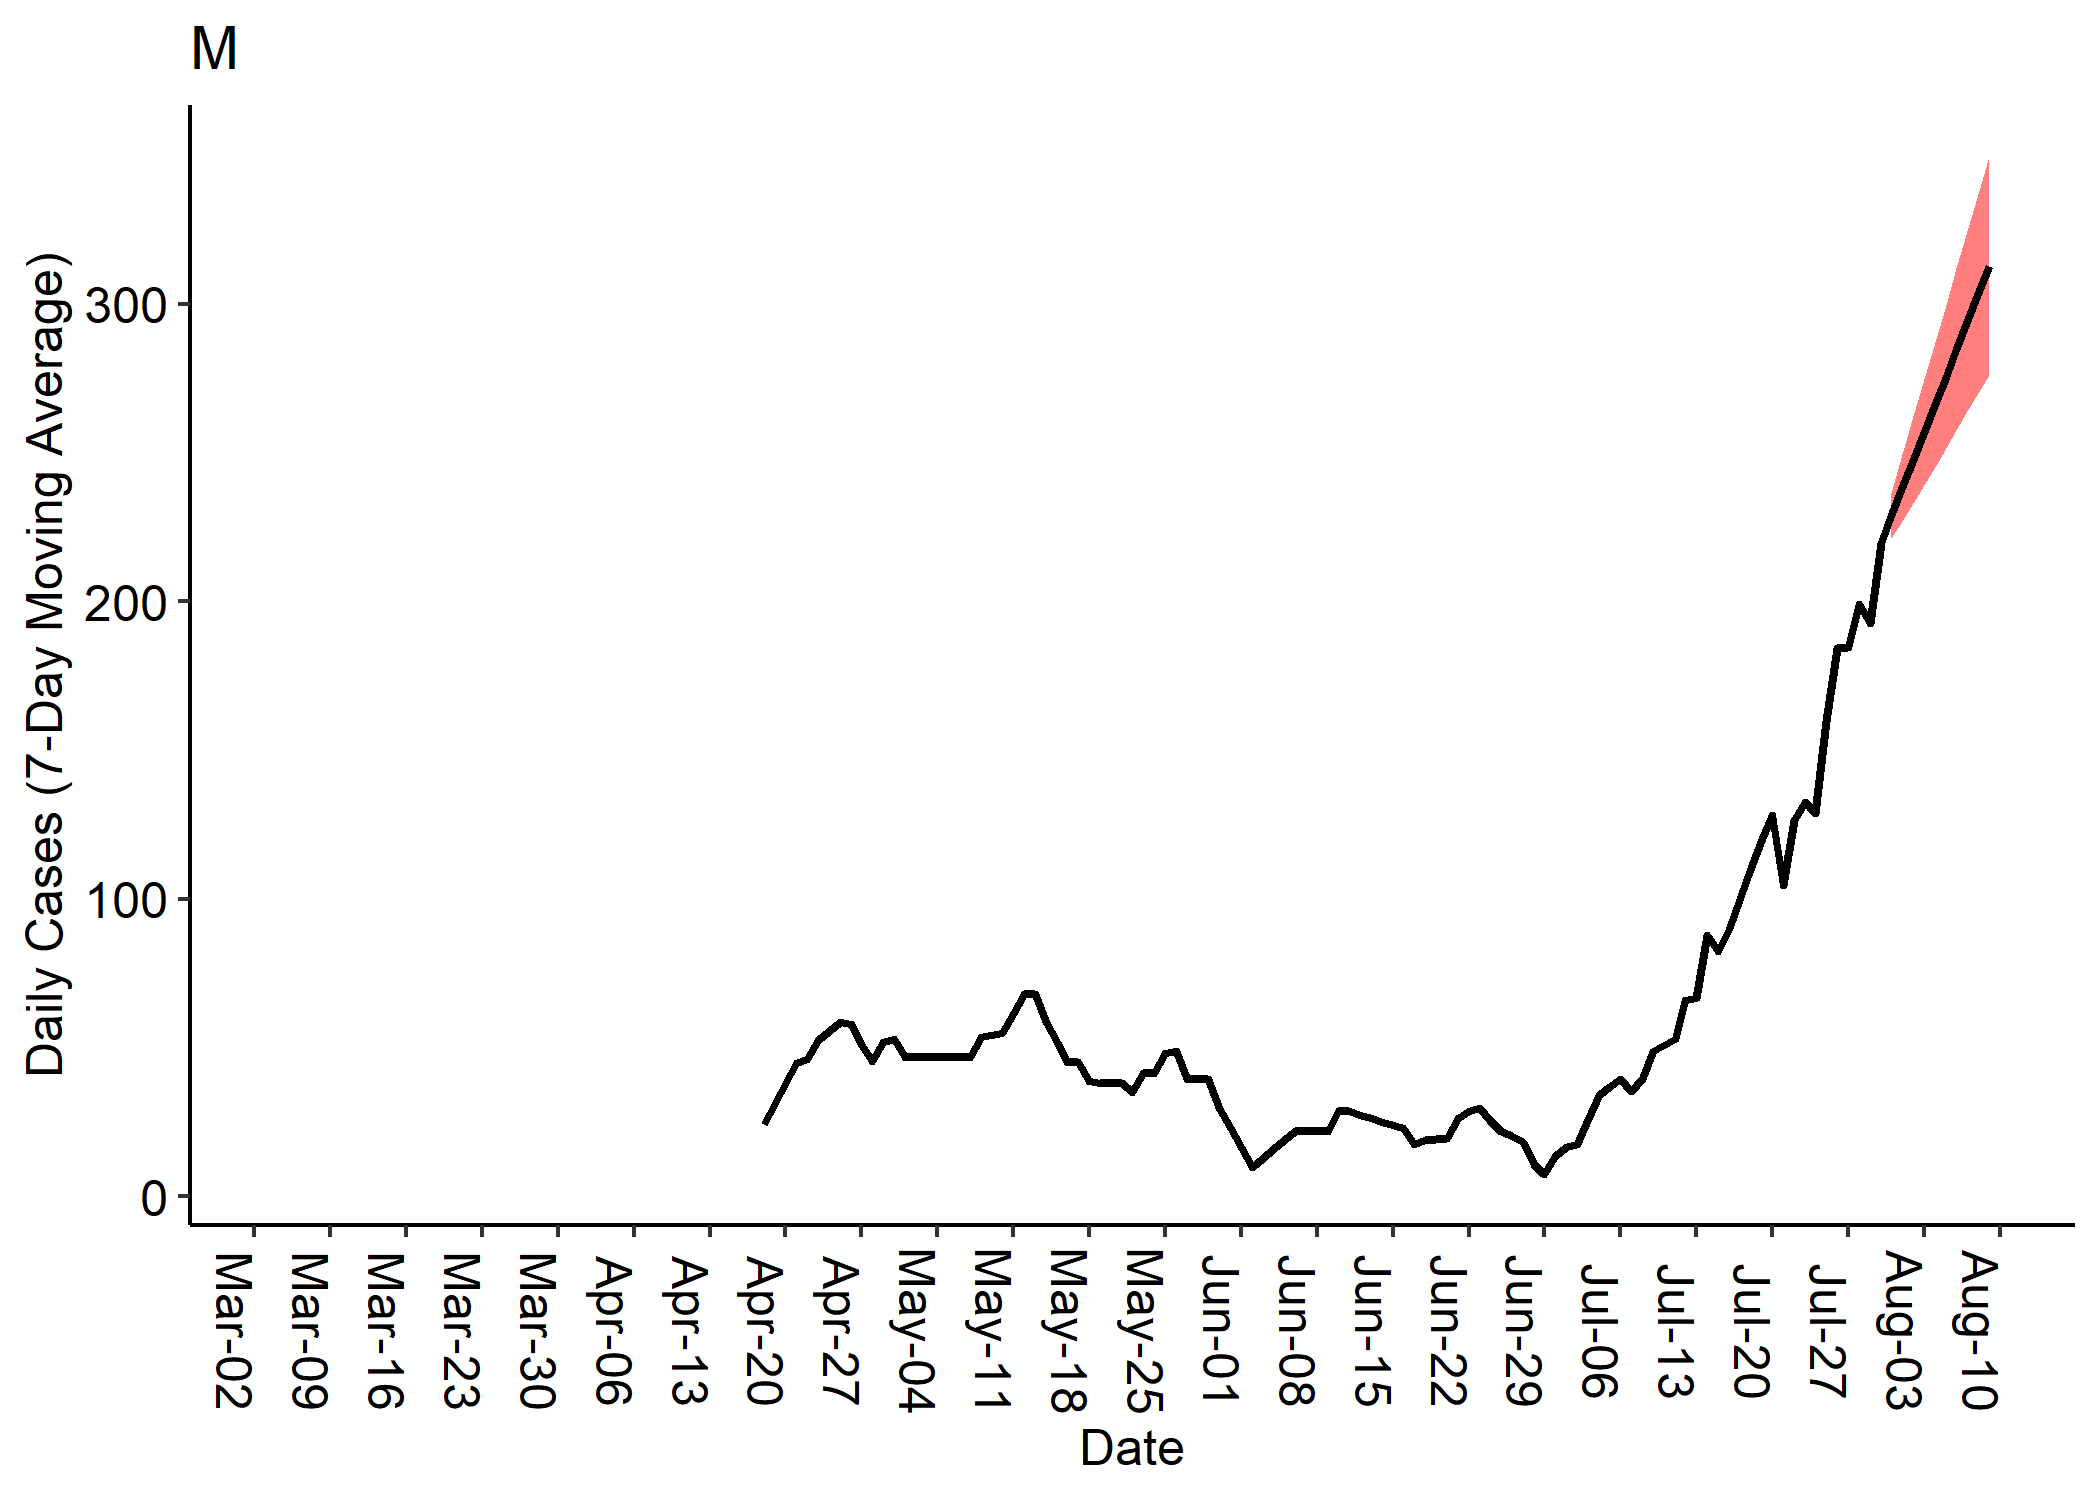 M
Daily Cases (7-Day Moving Average)
300
200
100
0
Mar-02
Mar-09
Mar-16
Mar-23
Mar-30
Apr-06
Apr-13
Apr-20
Apr-27
May-04
May-11
May-18
May-25
Jun-01
Jun-08
Jun-15
Jun-22
Jun-29
Jul-06
Jul-13
Jul-20
Jul-27
Aug-03
Aug-10
Date